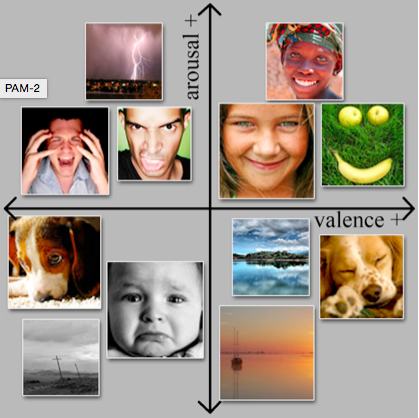 arousal +
PAM-2
valence +